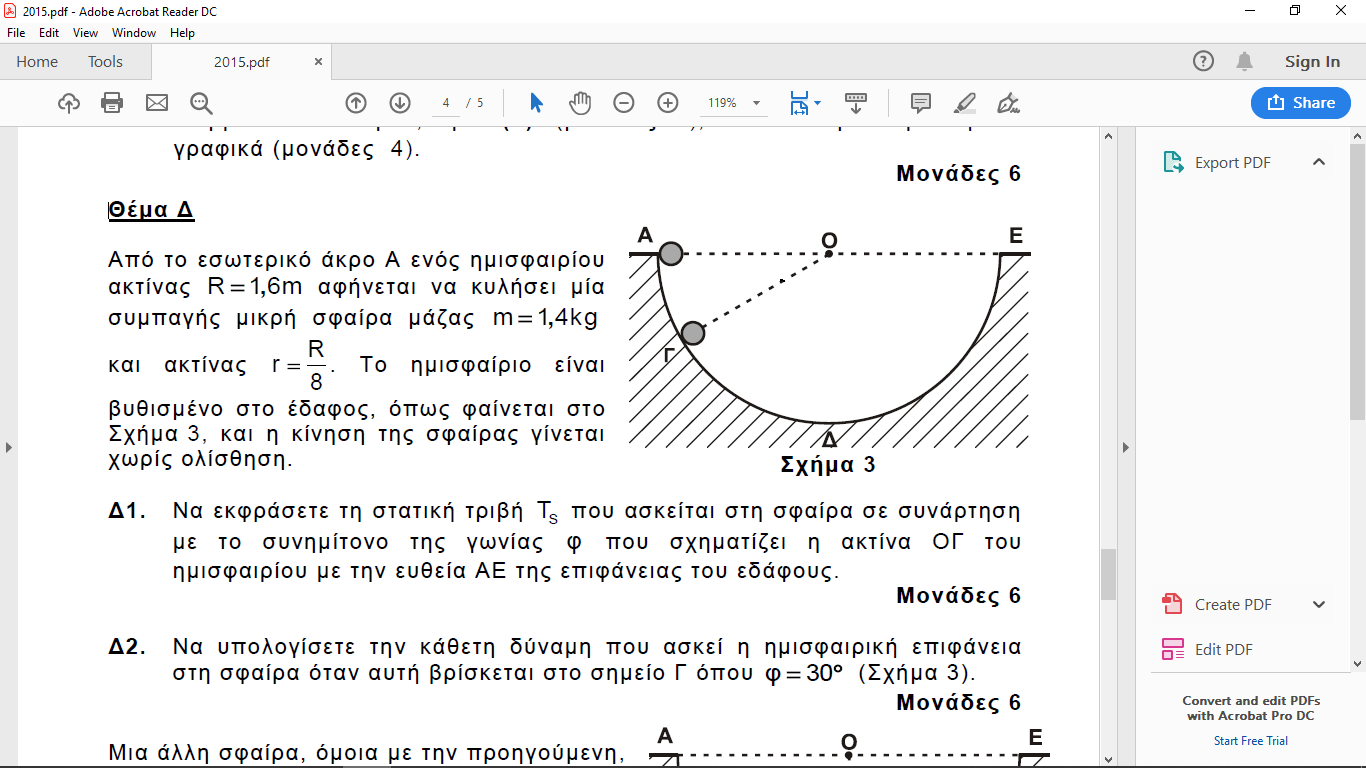 2015.pdf - Adobe Acrobat Reader DC
File Edit View Window Help
Home Tools 2015.pdf × Sign In
4 / 5 119% Share
γραφικά (μονάδες 4).
Μονάδες 6
Θέμα Δ
Από το εσωτερικό άκρο Α ενός ημισφαιρίου
ακτίνας R = 1,6m αφήνεται να κυλήσει μία
συμπαγής μικρή σφαίρα μάζας m = 1,4kg
και ακτίνας r = R/8. Το ημισφαίριο είναι
βυθισμένο στο έδαφος, όπως φαίνεται στο
Σχήμα 3, και η κίνηση της σφαίρας γίνεται
χωρίς ολίσθηση.
Α Ο Ε
Γ
Δ
Σχήμα 3
Δ1. Να εκφράσετε τη στατική τριβή Ts που ασκείται στη σφαίρα σε συνάρτηση
με το συνημίτονο της γωνίας φ που σχηματίζει η ακτίνα ΟΓ του
ημισφαιρίου με την ευθεία ΑΕ της επιφάνειας του εδάφους.
Μονάδες 6
Δ2. Να υπολογίσετε την κάθετη δύναμη που ασκεί η ημισφαιρική επιφάνεια
στη σφαίρα όταν αυτή βρίσκεται στο σημείο Γ όπου φ = 30° (Σχήμα 3).
Μονάδες 6
Μια άλλη σφαίρα, όμοια με την προηγούμενη,
Α Ο Ε
Export PDF
Create PDF
Edit PDF
Convert and edit PDFs
with Acrobat Pro DC
Start Free Trial